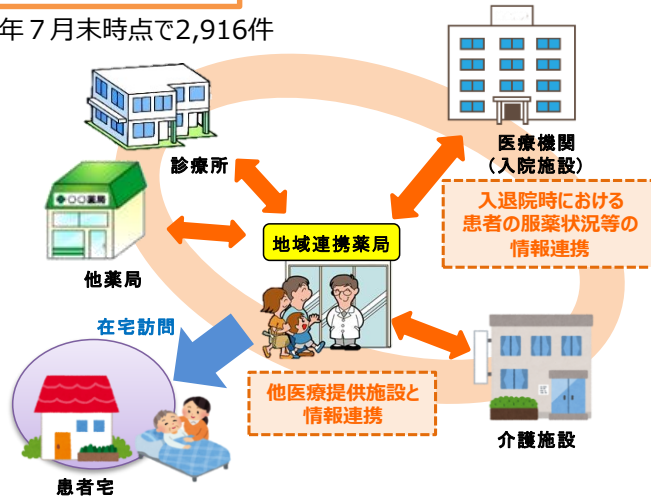 年７月末時点で2,916件
医療機関
（入院施設）
診療所
入退院時における
患者の服薬状況等の
情報連携
○○薬局
地域連携薬局
他薬局
在宅訪問
他医療提供施設と
情報連携
介護施設
患者宅